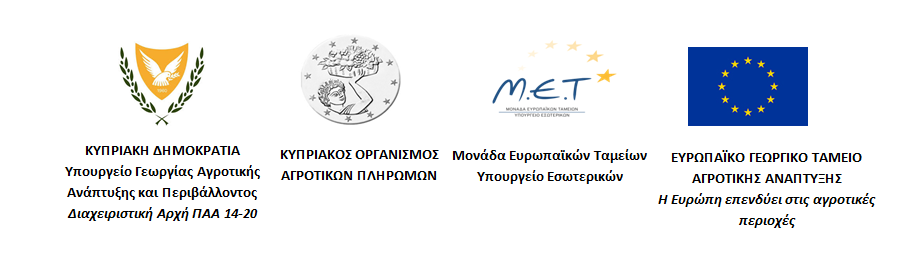 1960
Μ.Ε.Τ
ΜΟΝΑΔΑ ΕΥΡΩΠΑΪΚΩΝ ΤΑΜΕΙΩΝ
ΥΠΟΥΡΓΕΙΟ ΕΣΩΤΕΡΙΚΩΝ
ΚΥΠΡΙΑΚΗ ΔΗΜΟΚΡΑΤΙΑ
Υπουργείο Γεωργίας Αγροτικής
Ανάπτυξης και Περιβάλλοντος
Διαχειριστική Αρχή ΠΑΑ 14-20
ΚΥΠΡΙΑΚΟΣ ΟΡΓΑΝΙΣΜΟΣ
ΑΓΡΟΤΙΚΩΝ ΠΛΗΡΩΜΩΝ
Μονάδα Ευρωπαϊκών Ταμείων
Υπουργείο Εσωτερικών
ΕΥΡΩΠΑΪΚΟ ΓΕΩΡΓΙΚΟ ΤΑΜΕΙΟ
ΑΓΡΟΤΙΚΗΣ ΑΝΑΠΤΥΞΗΣ
Η Ευρώπη επενδύει στις αγροτικές
περιοχές